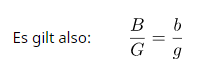 Es gilt also: B/G = b/g